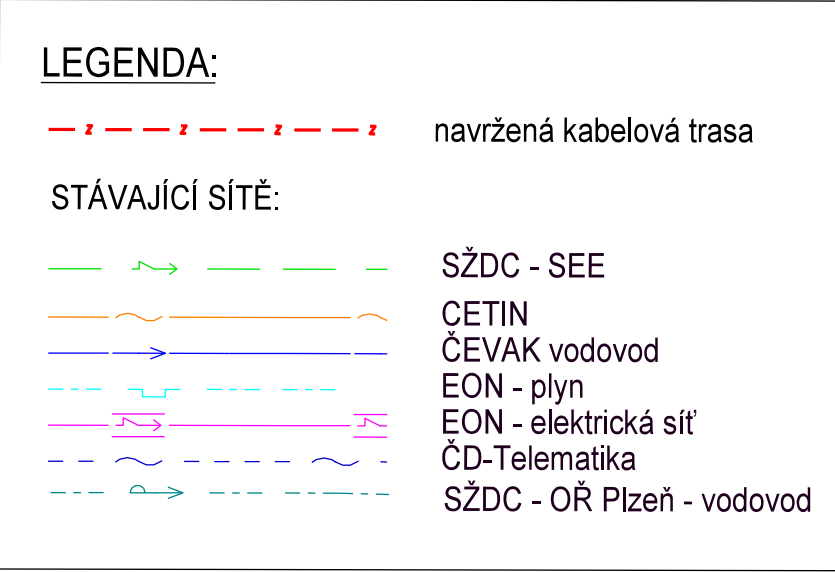 LEGENDA:
z z z z navržená kabelová trasa
STÁVAJÍCÍ SÍTĚ:
SŽDC - SEE
CETIN
ČEVAK vodovod
EON - plyn
EON - elektrická síť
ČD-Telematika
SŽDC - OŘ Plzeň - vodovod